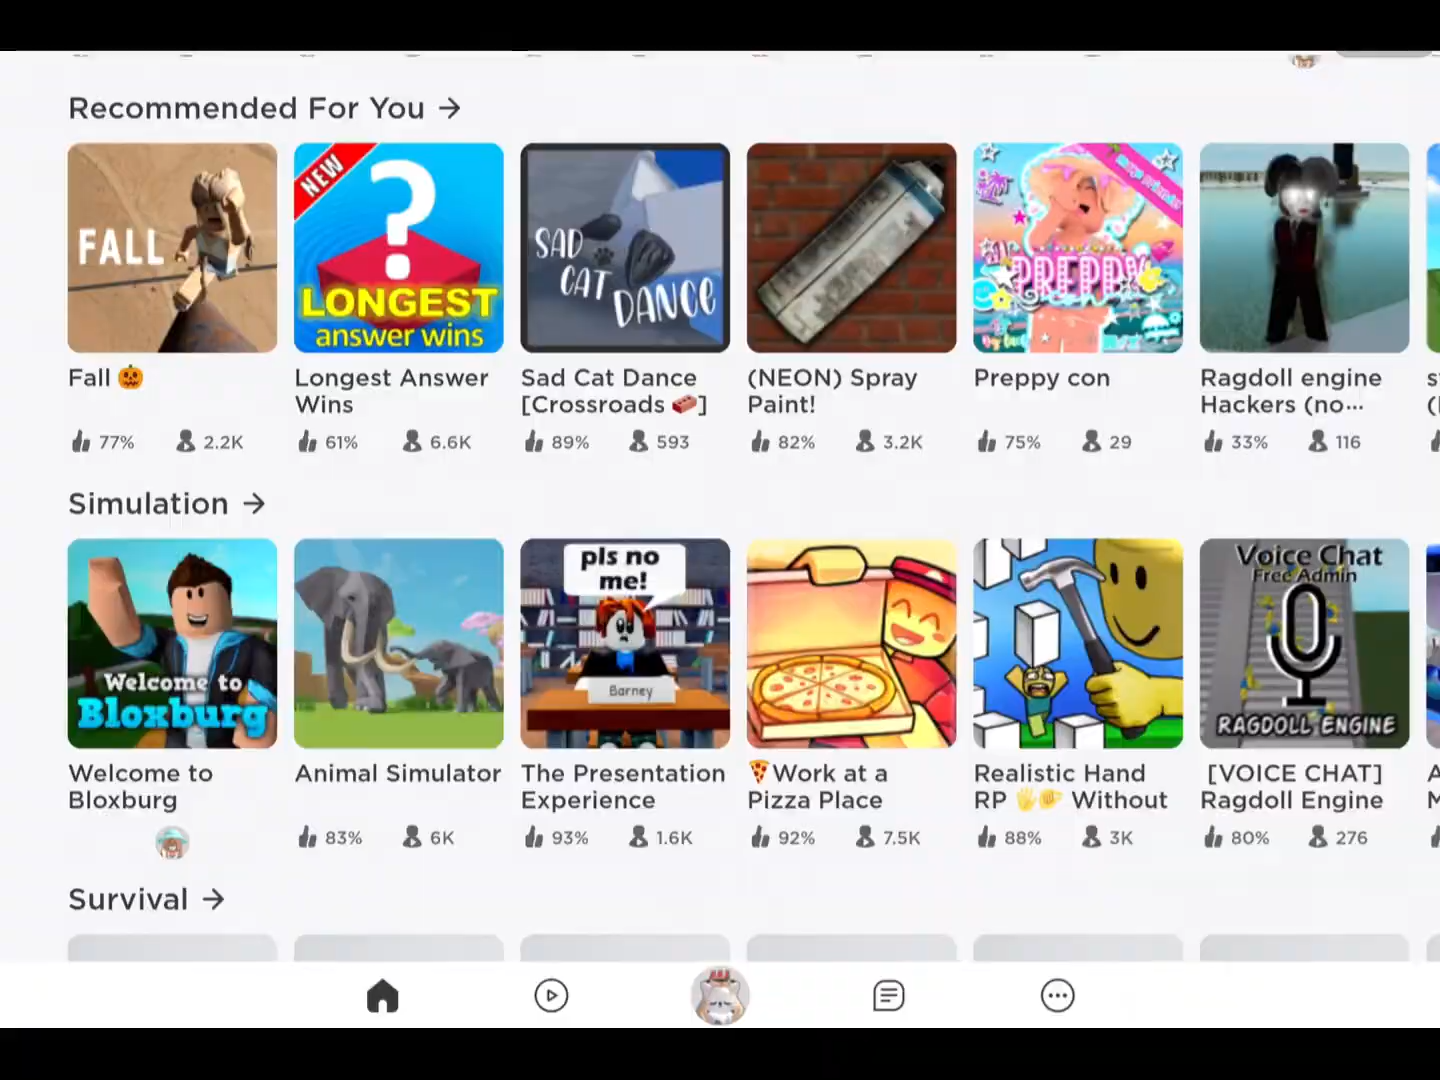 Recommended For You →
FALL
NEW
LONGEST
answer wins
SAD
CAT
DANCE
PREPPY
Fall 🎃
Longest Answer
Wins
Sad Cat Dance
[Crossroads 🧱]
(NEON) Spray
Paint!
Preppy con
Ragdoll engine
Hackers (no...
77% 2.2K
61% 6.6K
89% 593
82% 3.2K
75% 29
33% 116
Simulation →
Welcome to
Bloxburg
pls no
me!
Barney
Voice Chat
Free Admin
RAGDOLL ENGINE
Welcome to
Bloxburg
Animal Simulator
The Presentation
Experience
🍕Work at a
Pizza Place
Realistic Hand
RP 🖐👊 Without
[VOICE CHAT]
Ragdoll Engine
83% 6K
93% 1.6K
92% 7.5K
88% 3K
80% 276
Survival →